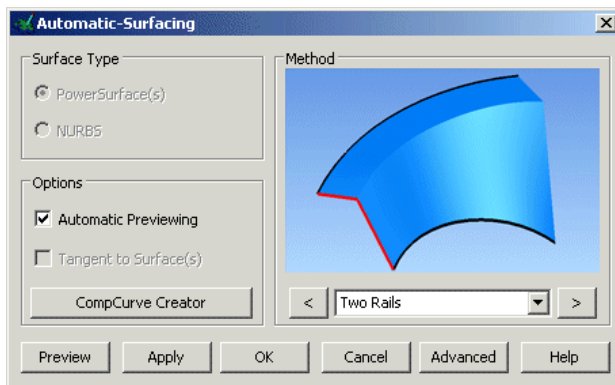 Automatic-Surfacing
Surface Type
PowerSurface(s)
NURBS
Options
Automatic Previewing
Tangent to Surface(s)
CompCurve Creator
Method
< Two Rails >
Preview Apply OK Cancel Advanced Help